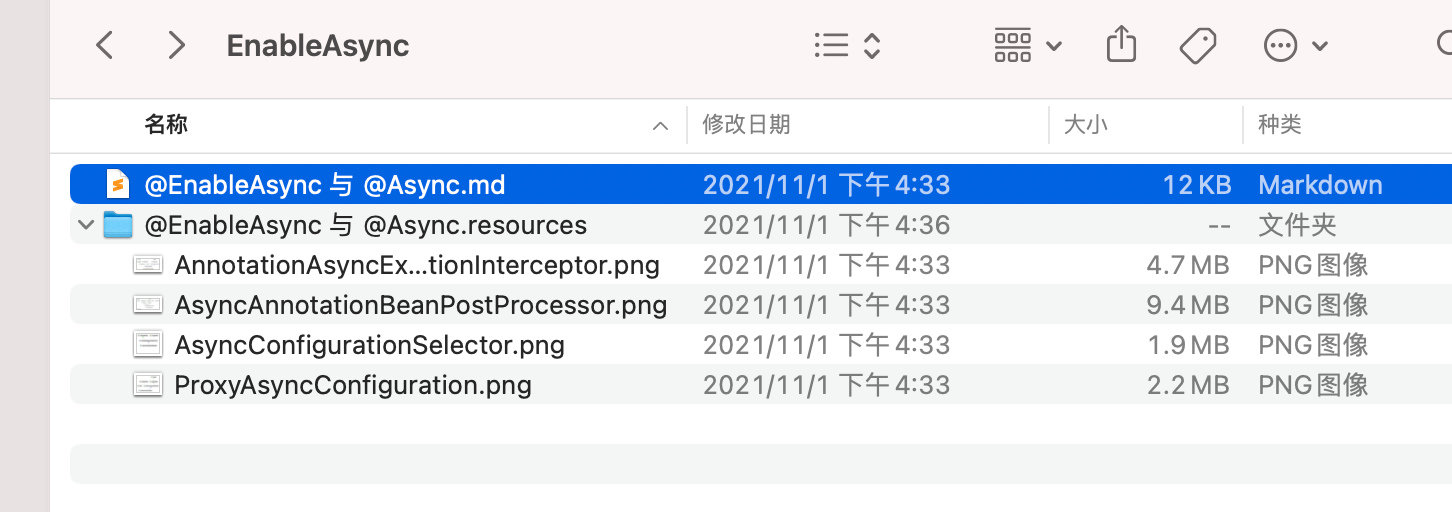 EnableAsync
名称 修改日期 大小 种类
@EnableAsync 与 @Async.md 2021/11/1 下午4:33 12 KB Markdown
@EnableAsync 与 @Async.resources 2021/11/1 下午4:36 -- 文件夹
AnnotationAsyncEx...tionInterceptor.png 2021/11/1 下午4:33 4.7 MB PNG图像
AsyncAnnotationBeanPostProcessor.png 2021/11/1 下午4:33 9.4 MB PNG图像
AsyncConfigurationSelector.png 2021/11/1 下午4:33 1.9 MB PNG图像
ProxyAsyncConfiguration.png 2021/11/1 下午4:33 2.2 MB PNG图像